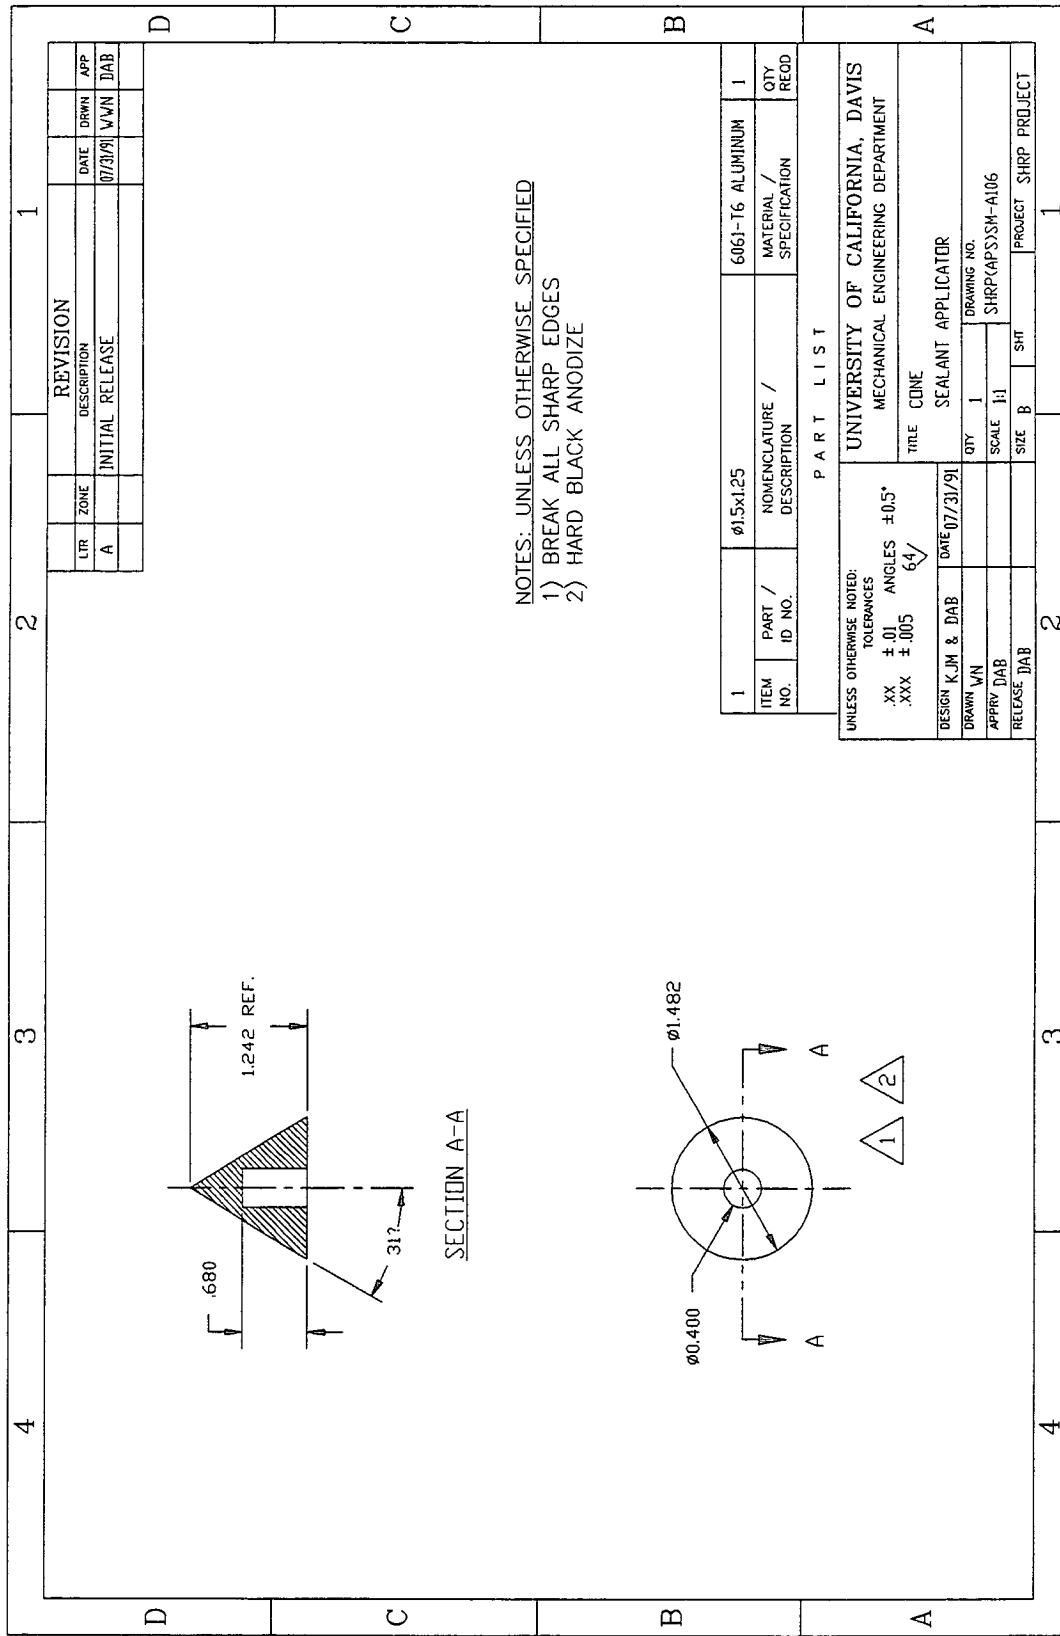 4
3
2
1
D
C
B
A
D
C
B
A
4
3
2
1
REVISION
LTR ZONE DESCRIPTION DATE DRWN APP
A INITIAL RELEASE 07/31/91 WWN DAB
.680
1.242 REF.
31?
SECTION A-A
NOTES: UNLESS OTHERWISE SPECIFIED
1) BREAK ALL SHARP EDGES
2) HARD BLACK ANODIZE
ø0.400
ø1.482
A
A
1
2
1 ø1.5x1.25 6061-T6 ALUMINUM 1
ITEM NO. PART / ID NO. NOMENCLATURE / DESCRIPTION MATERIAL / SPECIFICATION QTY REQD
PART LIST
UNLESS OTHERWISE NOTED:
TOLERANCES
.XX ±.01 ANGLES ±0.5°
.XXX ±.005 64
DESIGN KJM & DAB DATE 07/31/91
DRAWN WN
APPRV DAB
RELEASE DAB
UNIVERSITY OF CALIFORNIA, DAVIS
MECHANICAL ENGINEERING DEPARTMENT
TITLE CONE
SEALANT APPLICATOR
QTY 1 DRAWING NO.
SCALE 1:1 SHRP(APS)SM-A106
SIZE B SHT PROJECT SHRP PROJECT